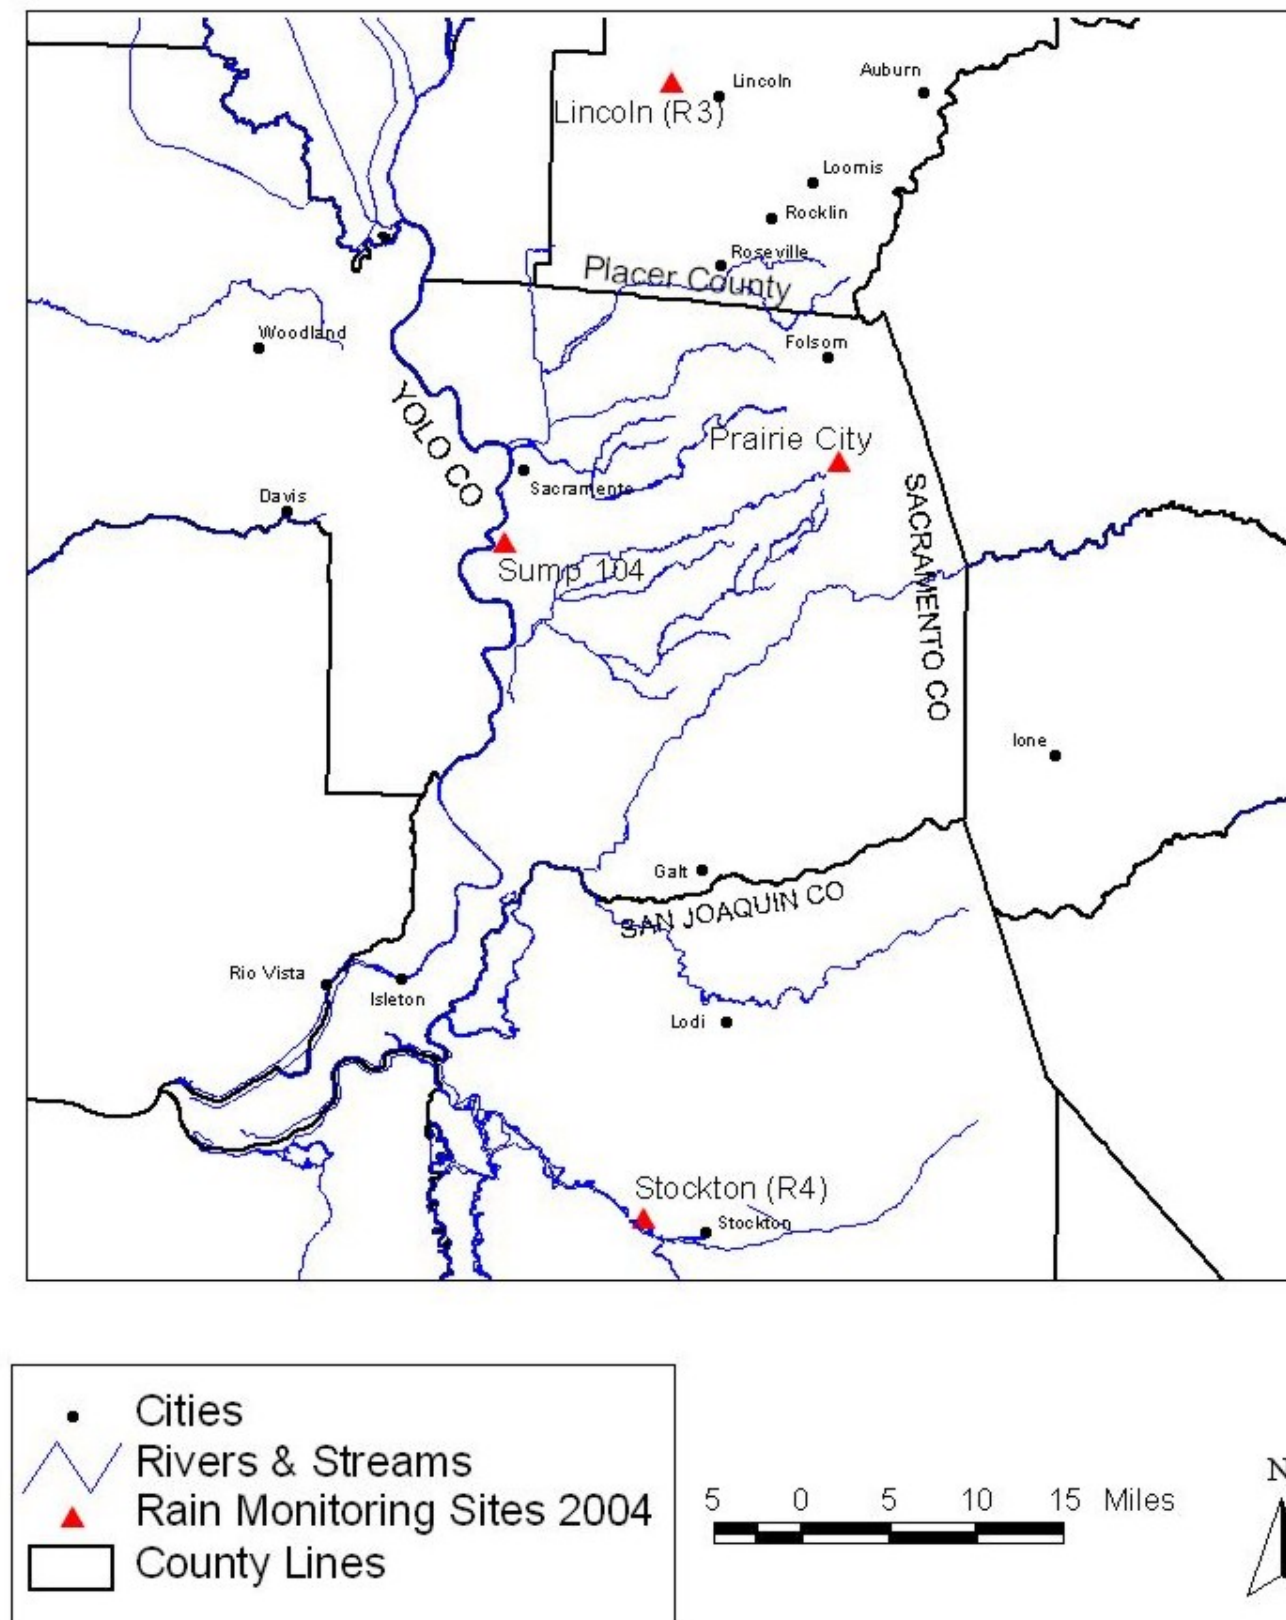 Lincoln
Auburn
Lincoln (R3)
Loomis
Rocklin
Roseville
Placer County
Woodland
Folsom
YOLO CO
Prairie City
Sacramento
SACRAMENTO CO
Davis
Sump 104
Ione
Galt
SAN JOAQUIN CO
Rio Vista
Isleton
Lodi
Stockton (R4)
Stockton
Cities
Rivers & Streams
Rain Monitoring Sites 2004
County Lines
5 0 5 10 15 Miles
N